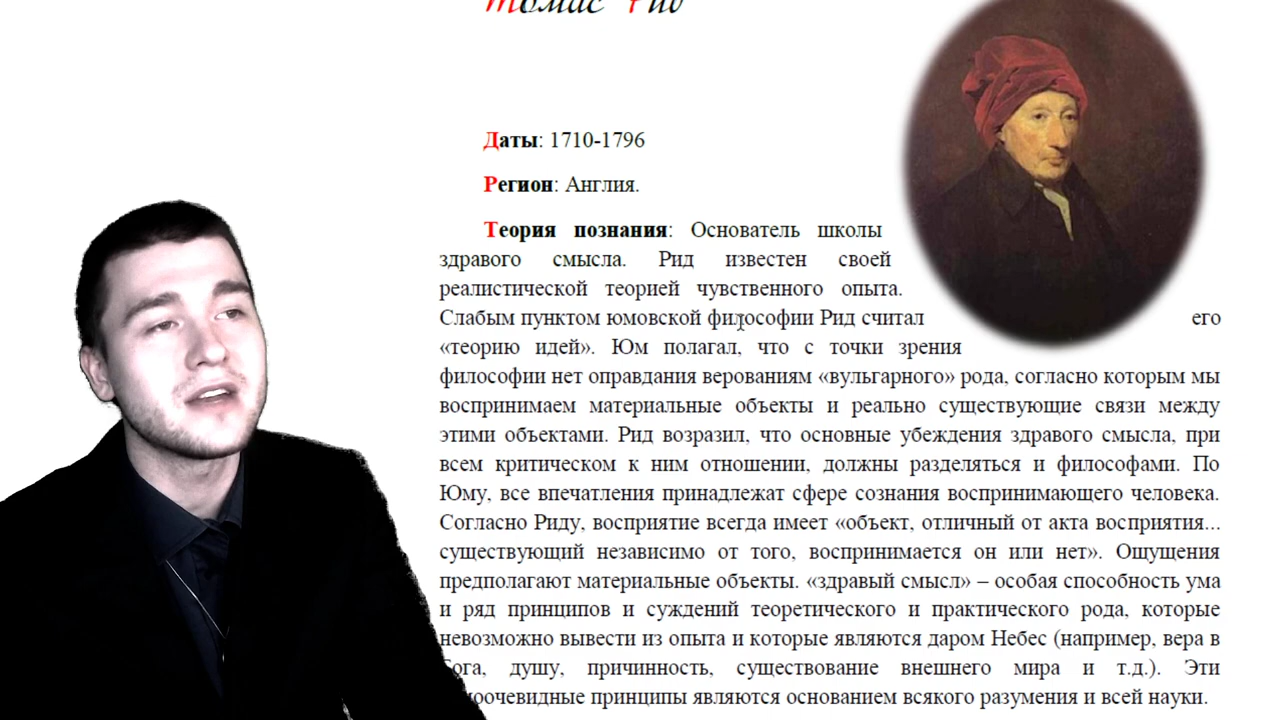 Томас Рид
Даты: 1710-1796
Регион: Англия.
Теория познания: Основатель школы
здравого смысла. Рид известен своей
реалистической теорией чувственного опыта.
Слабым пунктом юмовской философии Рид считал его
«теорию идей». Юм полагал, что с точки зрения
философии нет оправдания верованиям «вульгарного» рода, согласно которым мы
воспринимаем материальные объекты и реально существующие связи между
этими объектами. Рид возразил, что основные убеждения здравого смысла, при
всем критическом к ним отношении, должны разделяться и философами. По
Юму, все впечатления принадлежат сфере сознания воспринимающего человека.
Согласно Риду, восприятие всегда имеет «объект, отличный от акта восприятия...
существующий независимо от того, воспринимается он или нет». Ощущения
предполагают материальные объекты. «здравый смысл» – особая способность ума
и ряд принципов и суждений теоретического и практического рода, которые
невозможно вывести из опыта и которые являются даром Небес (например, вера в
Бога, душу, причинность, существование внешнего мира и т.д.). Эти
принципы являются основанием всякого разумения и всей науки.